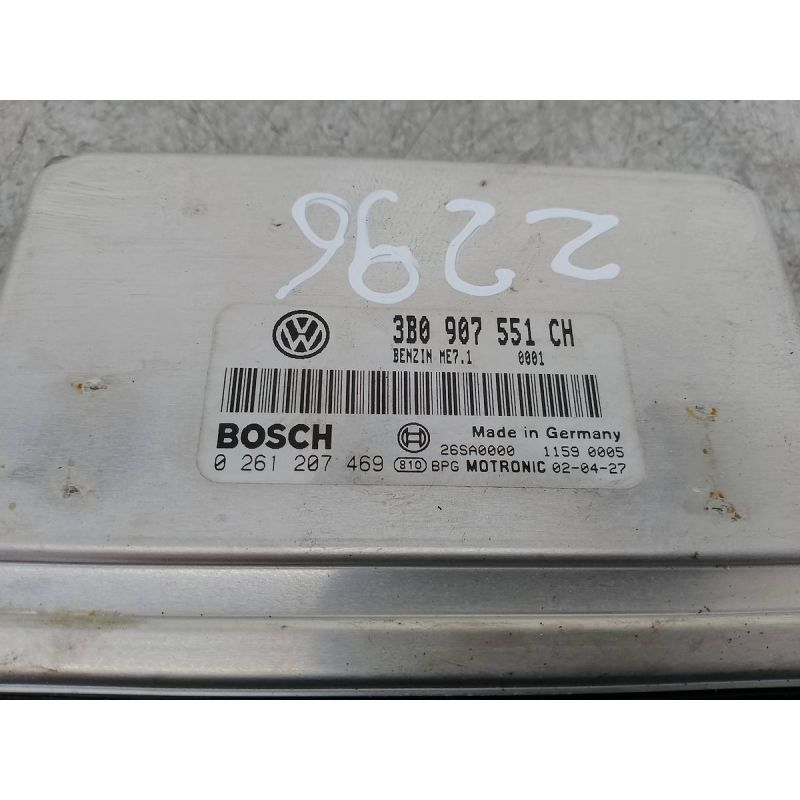 2296
3B0 907 551 CH
BENZIN ME7.1 0001
BOSCH
Made in Germany
26SA0000 1159 0005
0 261 207 469 810 BPG MOTRONIC 02-04-27